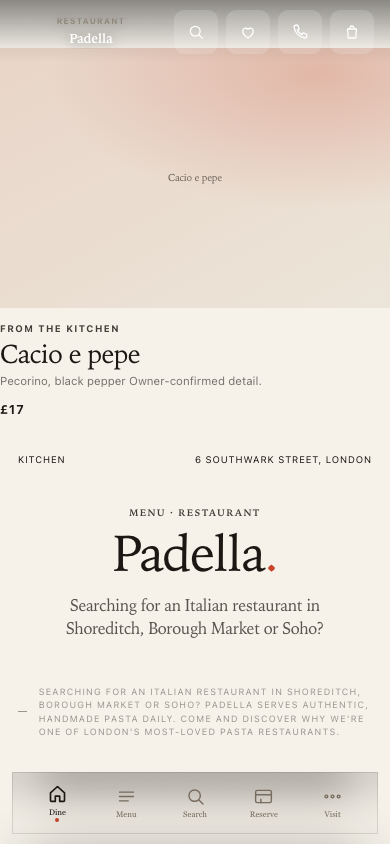 RESTAURANT
Padella
Cacio e pepe
FROM THE KITCHEN
Cacio e pepe
Pecorino, black pepper Owner-confirmed detail.
£17
KITCHEN
6 SOUTHWARK STREET, LONDON
MENU · RESTAURANT
Padella.
Searching for an Italian restaurant in
Shoreditch, Borough Market or Soho?
— SEARCHING FOR AN ITALIAN RESTAURANT IN SHOREDITCH,
BOROUGH MARKET OR SOHO? PADELLA SERVES AUTHENTIC,
HANDMADE PASTA DAILY. COME AND DISCOVER WHY WE'RE
ONE OF LONDON'S MOST-LOVED PASTA RESTAURANTS.
Dine
Menu
Search
Reserve
Visit